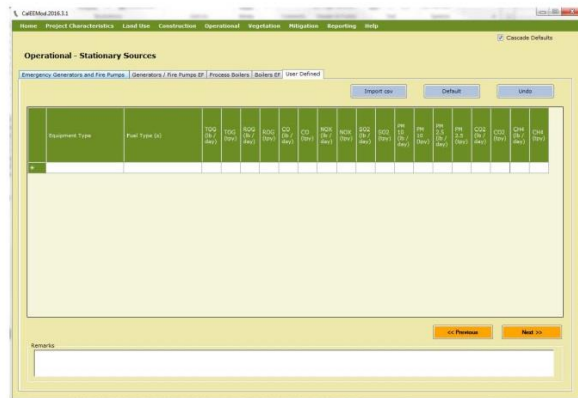 CalEEMod.2016.3.1
Home Project Characteristics Land Use Construction Operational Vegetation Mitigation Reporting Help
Cascade Defaults
Operational - Stationary Sources
Emergency Generators and Fire Pumps Generators / Fire Pumps EF Process Boilers Boilers EF User Defined
Import csv Default Undo
Equipment Type Fuel Type (s) TOG (lb / day) TOG (tpy) ROG (lb / day) ROG (tpy) CO (lb / day) CO (tpy) NOX (lb / day) NOX (tpy) SO2 (lb / day) SO2 (tpy) PM 10 (lb / day) PM 10 (tpy) PM 2.5 (lb / day) PM 2.5 (tpy) CO2 (lb / day) CO2 (tpy) CH4 (lb / day) CH4 (tpy)
*
<< Previous Next >>
Remarks